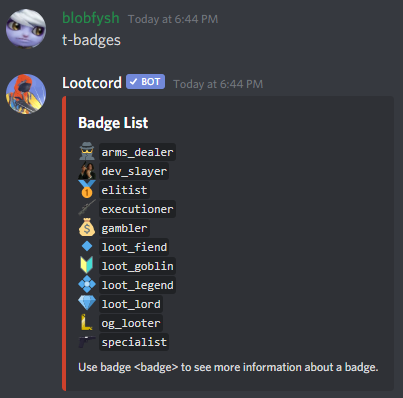 blobfysh Today at 6:44 PM
t-badges
Lootcord ✓ BOT Today at 6:44 PM
Badge List
arms_dealer
dev_slayer
elitist
executioner
gambler
loot_fiend
loot_goblin
loot_legend
loot_lord
og_looter
specialist
Use badge <badge> to see more information about a badge.